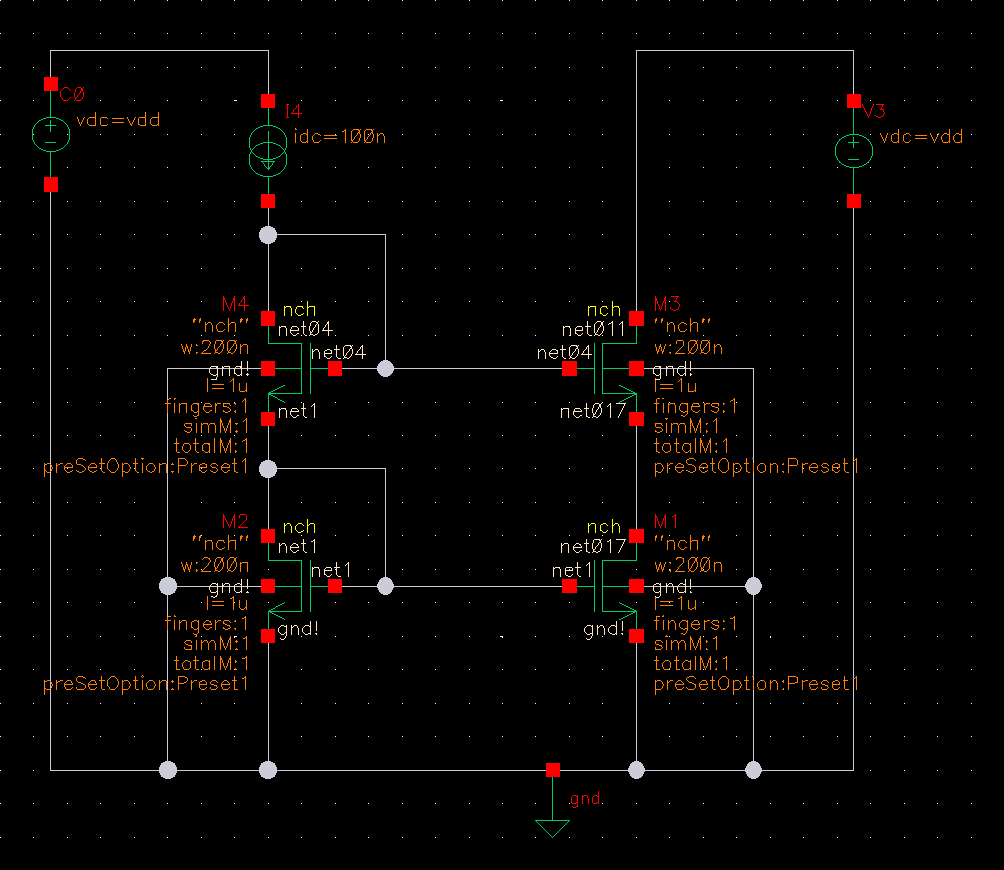 C0
vdc=vdd
I4
idc=100n
V3
vdc=vdd
M4
nch
"nch"
net04
w:200n
net04
gnd!
l=1u
fingers:1
net1
simM:1
totalM:1
preSetOption:Preset1
nch
M3
net011
"nch"
net04
w:200n
gnd!
l=1u
net017
fingers:1
simM:1
totalM:1
preSetOption:Preset1
M2
nch
"nch"
net1
w:200n
net1
gnd!
l=1u
fingers:1
gnd!
simM:1
totalM:1
preSetOption:Preset1
nch
M1
net017
"nch"
net1
w:200n
gnd!
l=1u
gnd!
fingers:1
simM:1
totalM:1
preSetOption:Preset1
gnd